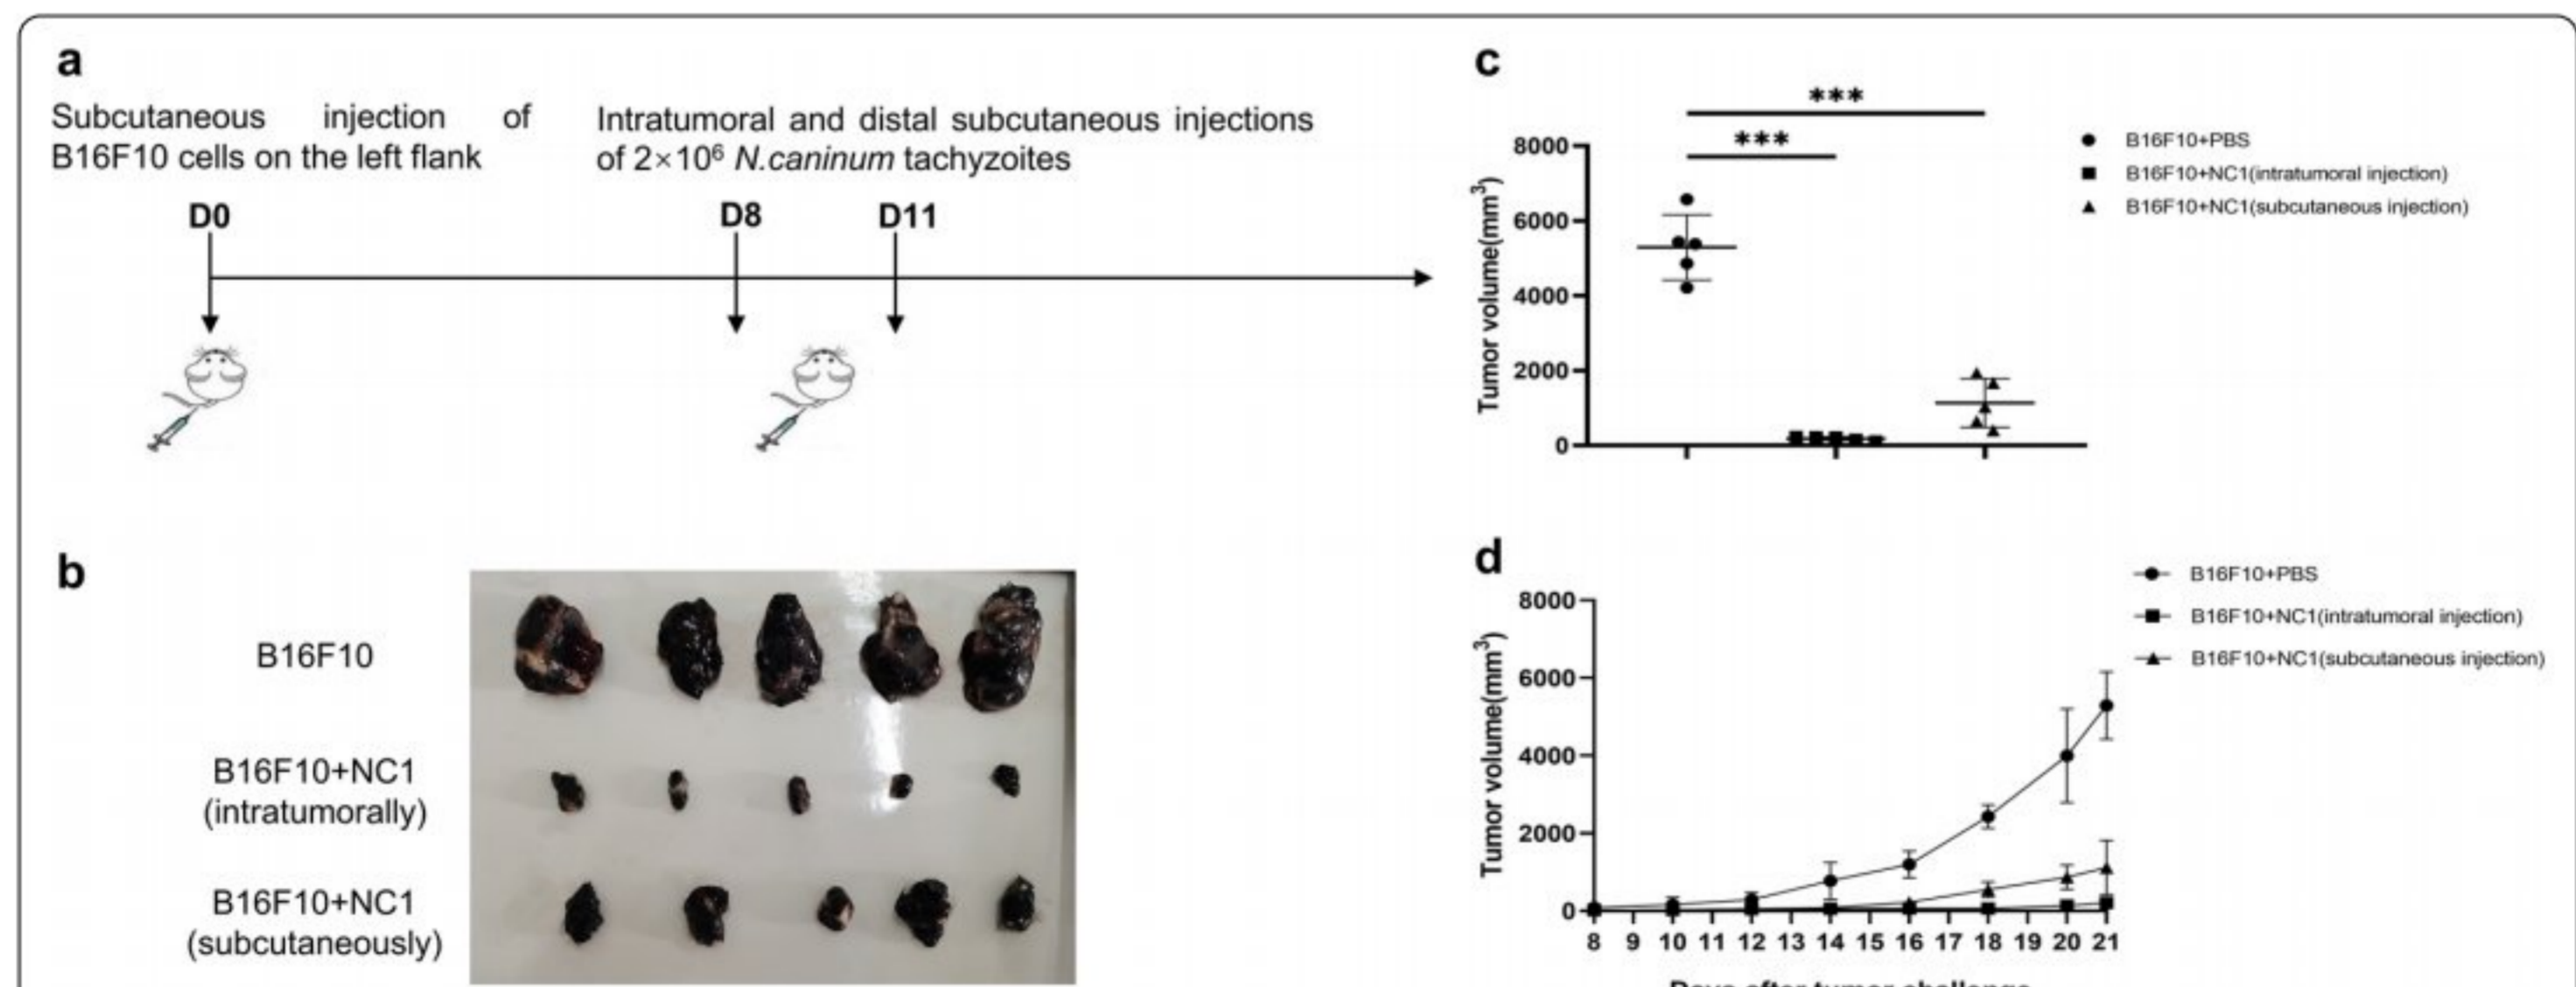 a
Subcutaneous injection of
B16F10 cells on the left flank
Intratumoral and distal subcutaneous injections
of 2×10⁶ N.caninum tachyzoites
D0
D8
D11
b
B16F10
B16F10+NC1
(intratumorally)
B16F10+NC1
(subcutaneously)
c
***
***
8000
6000
4000
2000
0
Tumor volume(mm³)
B16F10+PBS
B16F10+NC1(intratumoral injection)
B16F10+NC1(subcutaneous injection)
d
8000
6000
4000
2000
0
Tumor volume(mm³)
B16F10+PBS
B16F10+NC1(intratumoral injection)
B16F10+NC1(subcutaneous injection)
8 9 10 11 12 13 14 15 16 17 18 19 20 21
Days after tumor challenge